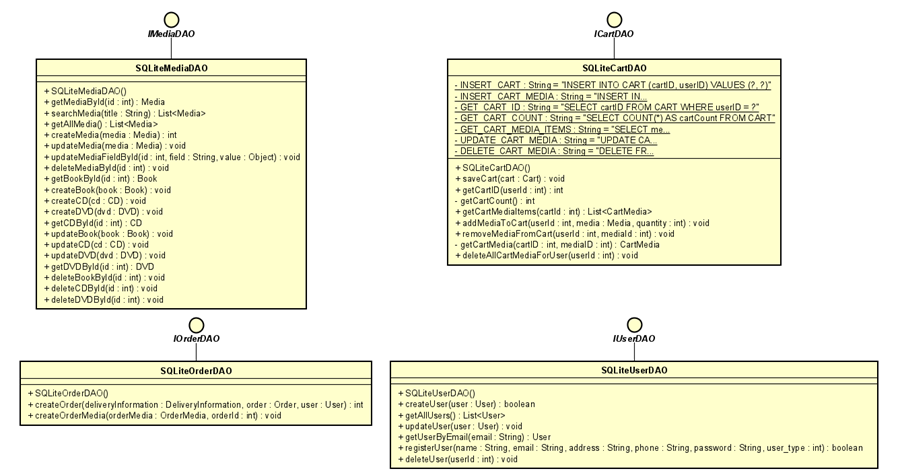 IMediaDAO
SQLiteMediaDAO
+ SQLiteMediaDAO()
+ getMediaById(id : int) : Media
+ searchMedia(title : String) : List<Media>
+ getAllMedia() : List<Media>
+ createMedia(media : Media) : int
+ updateMedia(media : Media) : void
+ updateMediaFieldById(id : int, field : String, value : Object) : void
+ deleteMediaById(id : int) : void
+ getBookById(id : int) : Book
+ createBook(book : Book) : void
+ createCD(cd : CD) : void
+ createDVD(dvd : DVD) : void
+ getCDById(id : int) : CD
+ updateBook(book : Book) : void
+ updateCD(cd : CD) : void
+ updateDVD(dvd : DVD) : void
+ getDVDById(id : int) : DVD
+ deleteBookById(id : int) : void
+ deleteCDById(id : int) : void
+ deleteDVDById(id : int) : void
ICartDAO
SQLiteCartDAO
- INSERT_CART : String = "INSERT INTO CART (cartID, userID) VALUES (?, ?)"
- INSERT_CART_MEDIA : String = "INSERT IN...
- GET_CART_ID : String = "SELECT cartID FROM CART WHERE userID = ?"
- GET_CART_COUNT : String = "SELECT COUNT(*) AS cartCount FROM CART"
- GET_CART_MEDIA_ITEMS : String = "SELECT me...
- UPDATE_CART_MEDIA : String = "UPDATE CA...
- DELETE_CART_MEDIA : String = "DELETE FR...
+ SQLiteCartDAO()
+ saveCart(cart : Cart) : void
+ getCartID(userId : int) : int
- getCartCount() : int
+ getCartMediaItems(cartId : int) : List<CartMedia>
+ addMediaToCart(userId : int, media : Media, quantity : int) : void
+ removeMediaFromCart(userId : int, mediaId : int) : void
- getCartMedia(cartID : int, mediaID : int) : CartMedia
+ deleteAllCartMediaForUser(userId : int) : void
IOrderDAO
SQLiteOrderDAO
+ SQLiteOrderDAO()
+ createOrder(deliveryInformation : DeliveryInformation, order : Order, user : User) : int
+ createOrderMedia(orderMedia : OrderMedia, orderId : int) : void
IUserDAO
SQLiteUserDAO
+ SQLiteUserDAO()
+ createUser(user : User) : boolean
+ getAllUsers() : List<User>
+ updateUser(user : User) : void
+ getUserByEmail(email : String) : User
+ registerUser(name : String, email : String, address : String, phone : String, password : String, user_type : int) : boolean
+ deleteUser(userId : int) : void